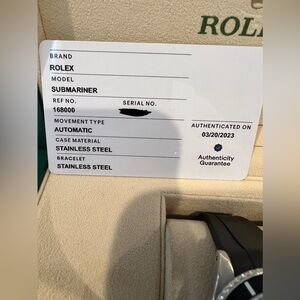 ROLEX
BRAND
ROLEX
MODEL
SUBMARINER
REF NO. SERIAL NO.
168000
MOVEMENT TYPE
AUTOMATIC
CASE MATERIAL
STAINLESS STEEL
BRACELET
STAINLESS STEEL
AUTHENTICATED ON
03/20/2023
Authenticity
Guarantee